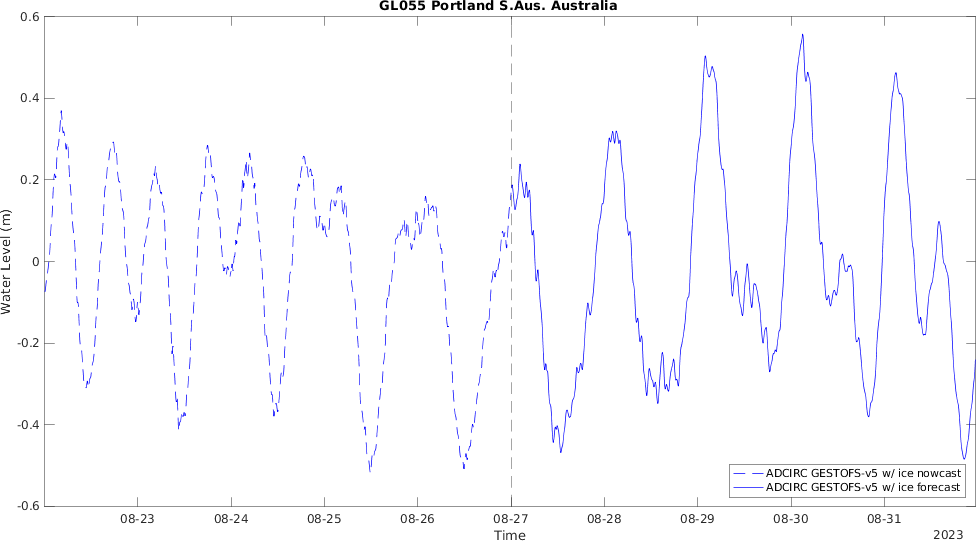 GL055 Portland S.Aus. Australia
0.6
0.4
0.2
0
-0.2
-0.4
-0.6
Water Level (m)
08-23 08-24 08-25 08-26 08-27 08-28 08-29 08-30 08-31
Time
2023
ADCIRC GESTOFS-v5 w/ ice nowcast
ADCIRC GESTOFS-v5 w/ ice forecast